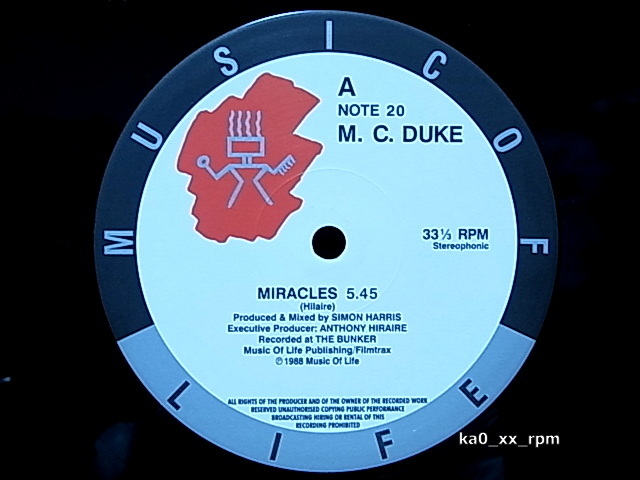 MUSIC OF LIFE
A
NOTE 20
M. C. DUKE
33⅓ RPM
Stereophonic
MIRACLES 5.45
(Hilaire)
Produced & Mixed by SIMON HARRIS
Executive Producer: ANTHONY HIRAIRE
Recorded at THE BUNKER
Music Of Life Publishing/Filmtrax
℗ 1988 Music Of Life
ALL RIGHTS OF THE PRODUCER AND OF THE OWNER OF THE RECORDED WORK
RESERVED UNAUTHORISED COPYING PUBLIC PERFORMANCE
BROADCASTING HIRING OR RENTAL OF THIS
RECORDING PROHIBITED
ka0_xx_rpm